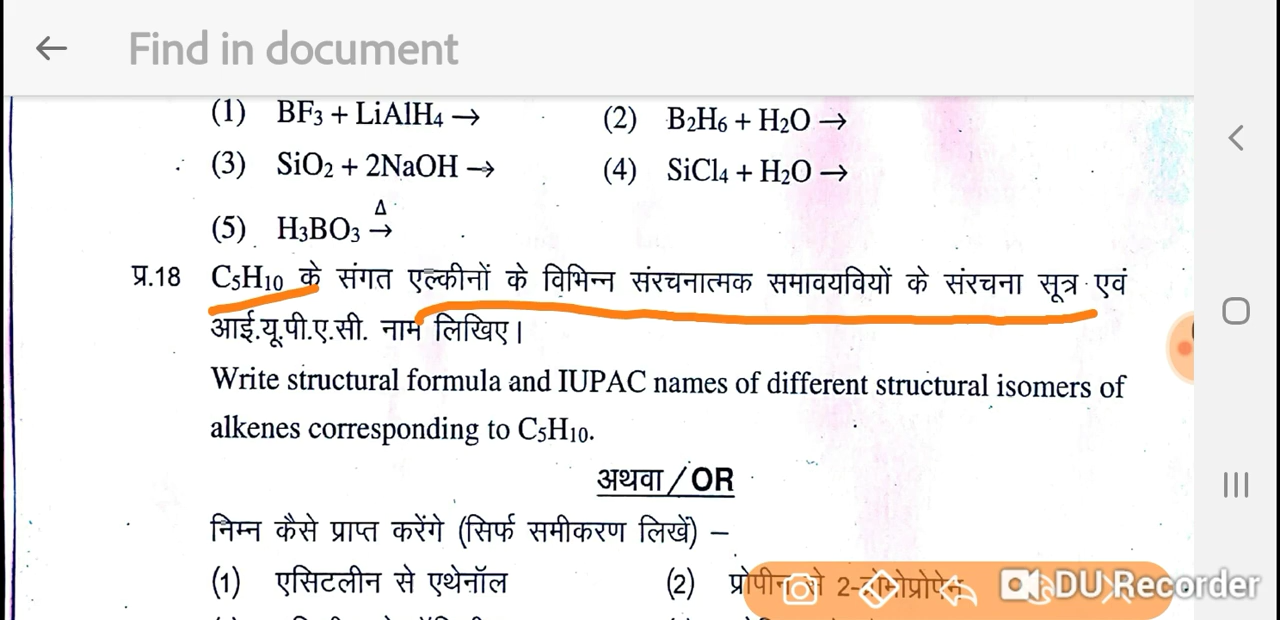 Find in document
(1) BF3 + LiAlH4 → (2) B2H6 + H2O →
(3) SiO2 + 2NaOH → (4) SiCl4 + H2O →
(5) H3BO3 Δ→
प्र.18 C5H10 के संगत एल्कीनों के विभिन्न संरचनात्मक समावयवियों के संरचना सूत्र एवं
आई.यू.पी.ए.सी. नाम लिखिए।
Write structural formula and IUPAC names of different structural isomers of
alkenes corresponding to C5H10.
अथवा / OR
निम्न कैसे प्राप्त करेंगे (सिर्फ समीकरण लिखें) –
(1) एसिटलीन से एथेनॉल (2) प्रोपीन से 2-ब्रोमोप्रोपेन
DU Recorder